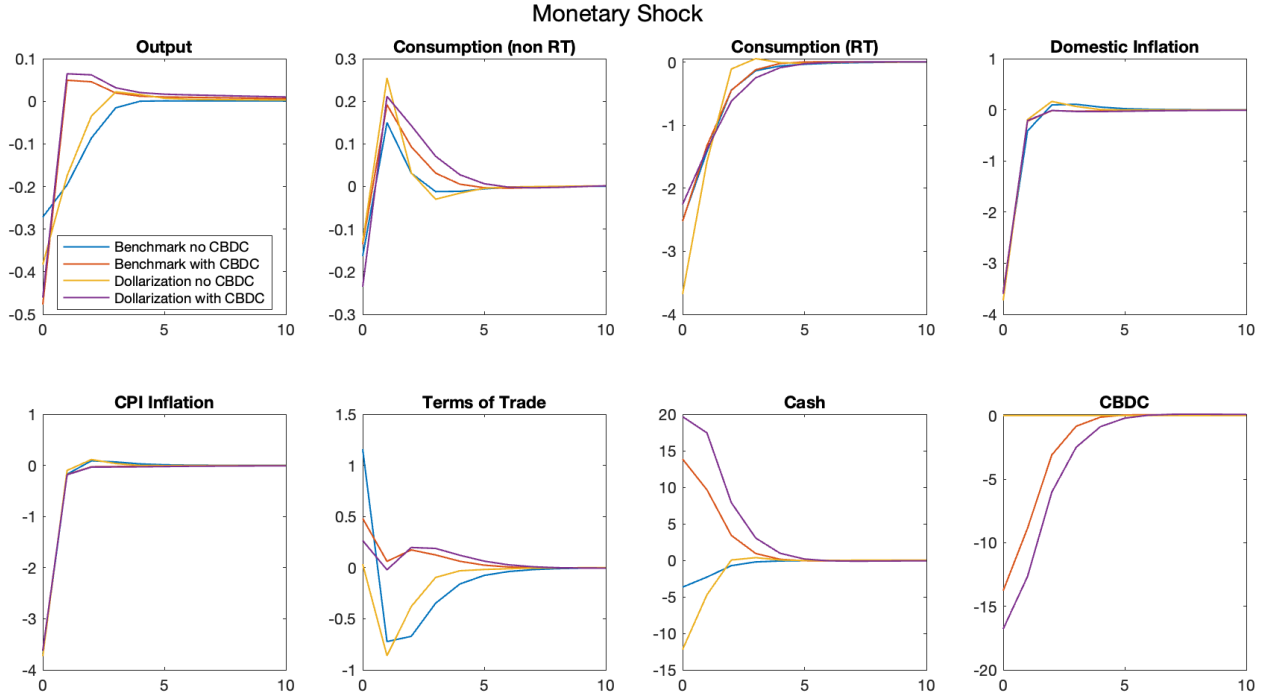 Monetary Shock
Output
0.1
0
-0.1
-0.2
-0.3
-0.4
-0.5
0 5 10
Benchmark no CBDC
Benchmark with CBDC
Dollarization no CBDC
Dollarization with CBDC
Consumption (non RT)
0.3
0.2
0.1
0
-0.1
-0.2
-0.3
0 5 10
Consumption (RT)
0
-1
-2
-3
-4
0 5 10
Domestic Inflation
1
0
-1
-2
-3
-4
0 5 10
CPI Inflation
1
0
-1
-2
-3
-4
0 5 10
Terms of Trade
1.5
1
0.5
0
-0.5
-1
0 5 10
Cash
20
15
10
5
0
-5
-10
-15
0 5 10
CBDC
0
-5
-10
-15
-20
0 5 10